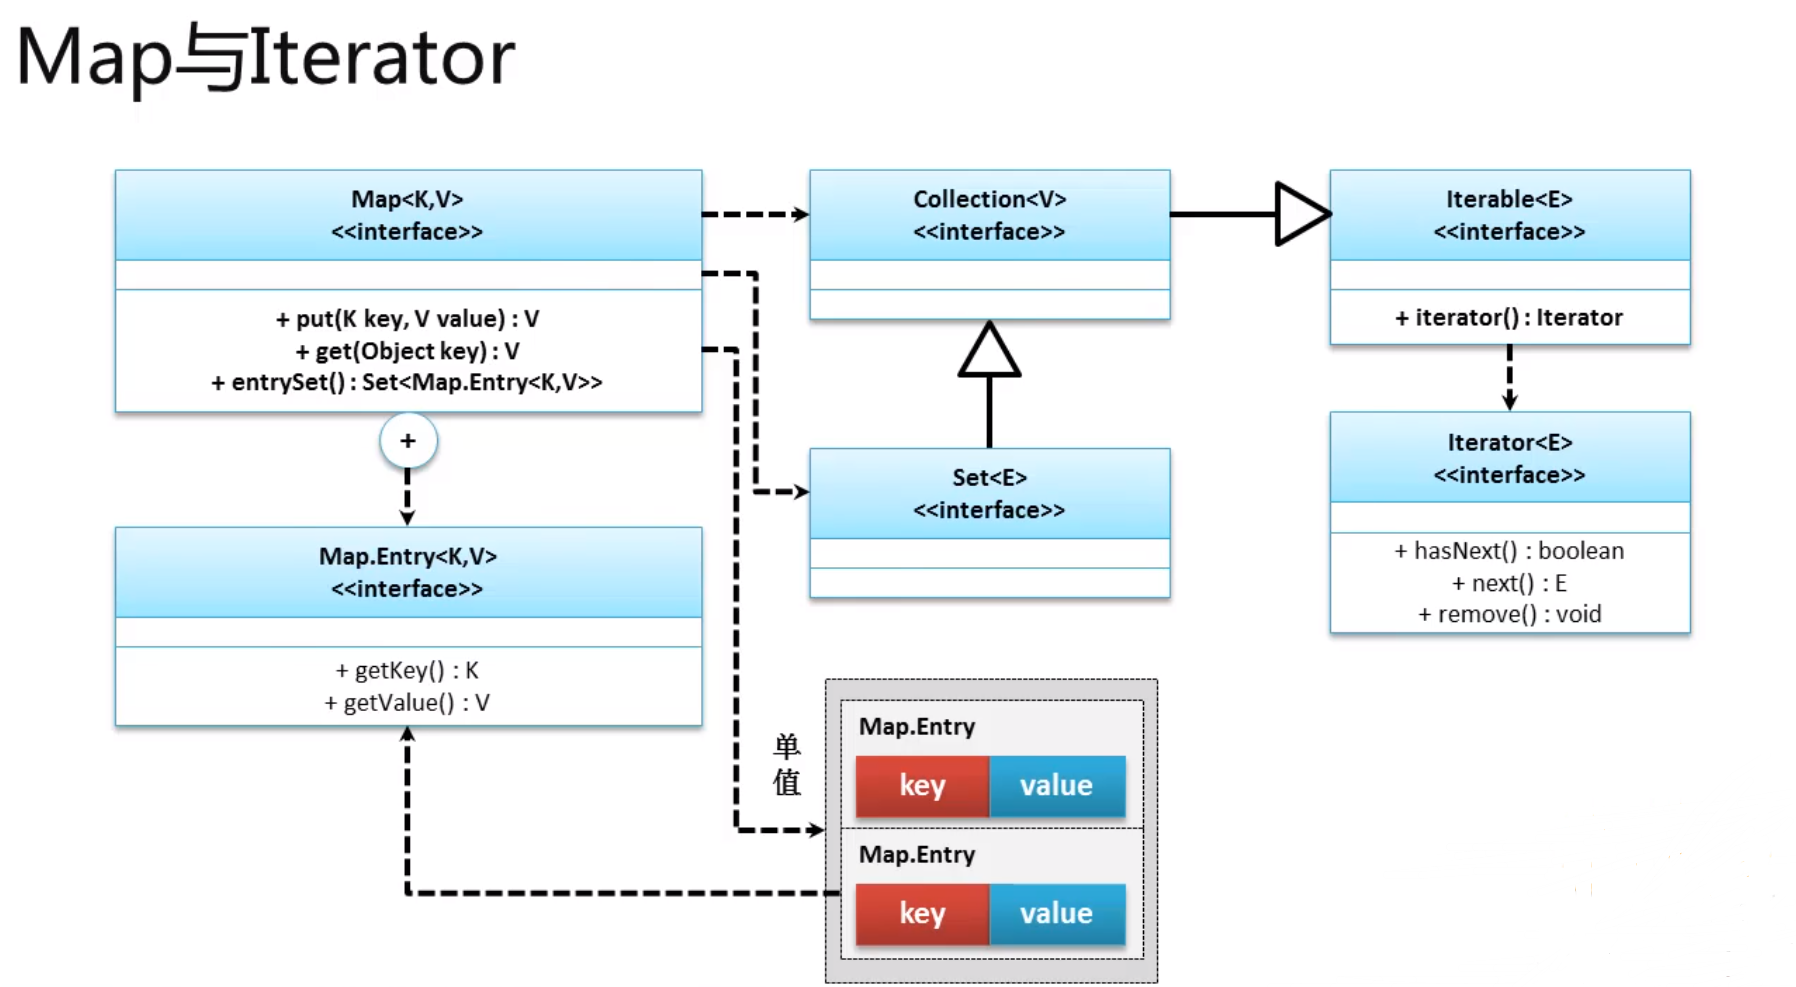 Map与Iterator
Map<K,V>
<<interface>>
+ put(K key, V value) : V
+ get(Object key) : V
+ entrySet() : Set<Map.Entry<K,V>>
+
Map.Entry<K,V>
<<interface>>
+ getKey() : K
+ getValue() : V
Collection<V>
<<interface>>
Set<E>
<<interface>>
Iterable<E>
<<interface>>
+ iterator() : Iterator
Iterator<E>
<<interface>>
+ hasNext() : boolean
+ next() : E
+ remove() : void
单
值
Map.Entry
key value
Map.Entry
key value